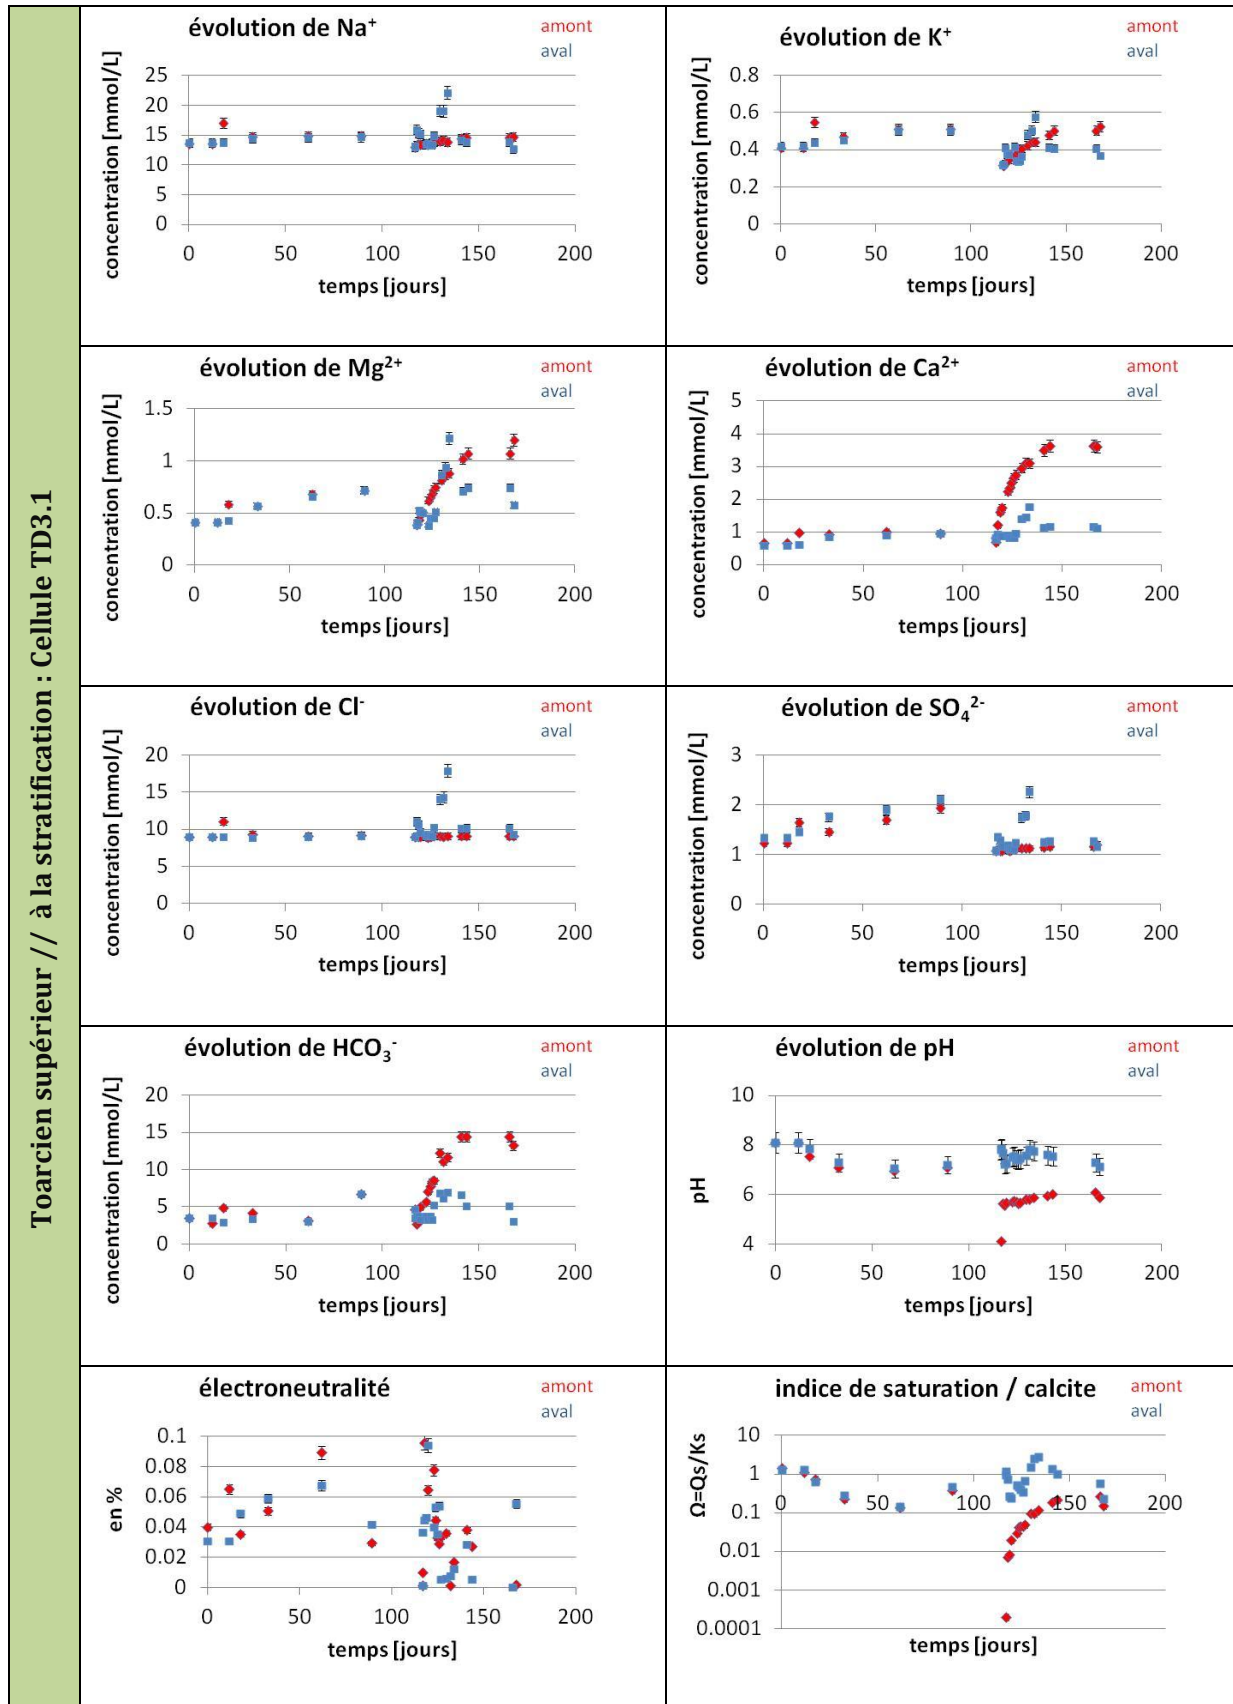 Toarcien supérieur // à la stratification : Cellule TD3.1
évolution de Na⁺
amont
aval
concentration [mmol/L]
25
20
15
10
5
0
0 50 100 150 200
temps [jours]
évolution de K⁺
amont
aval
concentration [mmol/L]
0.8
0.6
0.4
0.2
0
0 50 100 150 200
temps [jours]
évolution de Mg²⁺
amont
aval
concentration [mmol/L]
1.5
1
0.5
0
0 50 100 150 200
temps [jours]
évolution de Ca²⁺
amont
aval
concentration [mmol/L]
5
4
3
2
1
0
0 50 100 150 200
temps [jours]
évolution de Cl⁻
amont
aval
concentration [mmol/L]
20
15
10
5
0
0 50 100 150 200
temps [jours]
évolution de SO₄²⁻
amont
aval
concentration [mmol/L]
3
2
1
0
0 50 100 150 200
temps [jours]
évolution de HCO₃⁻
amont
aval
concentration [mmol/L]
20
15
10
5
0
0 50 100 150 200
temps [jours]
évolution de pH
amont
aval
pH
10
8
6
4
0 50 100 150 200
temps [jours]
électroneutralité
amont
aval
en %
0.1
0.08
0.06
0.04
0.02
0
0 50 100 150 200
temps [jours]
indice de saturation / calcite
amont
aval
Ω=Qs/Ks
10
1
0.1
0.01
0.001
0.0001
0 50 100 150 200
temps [jours]